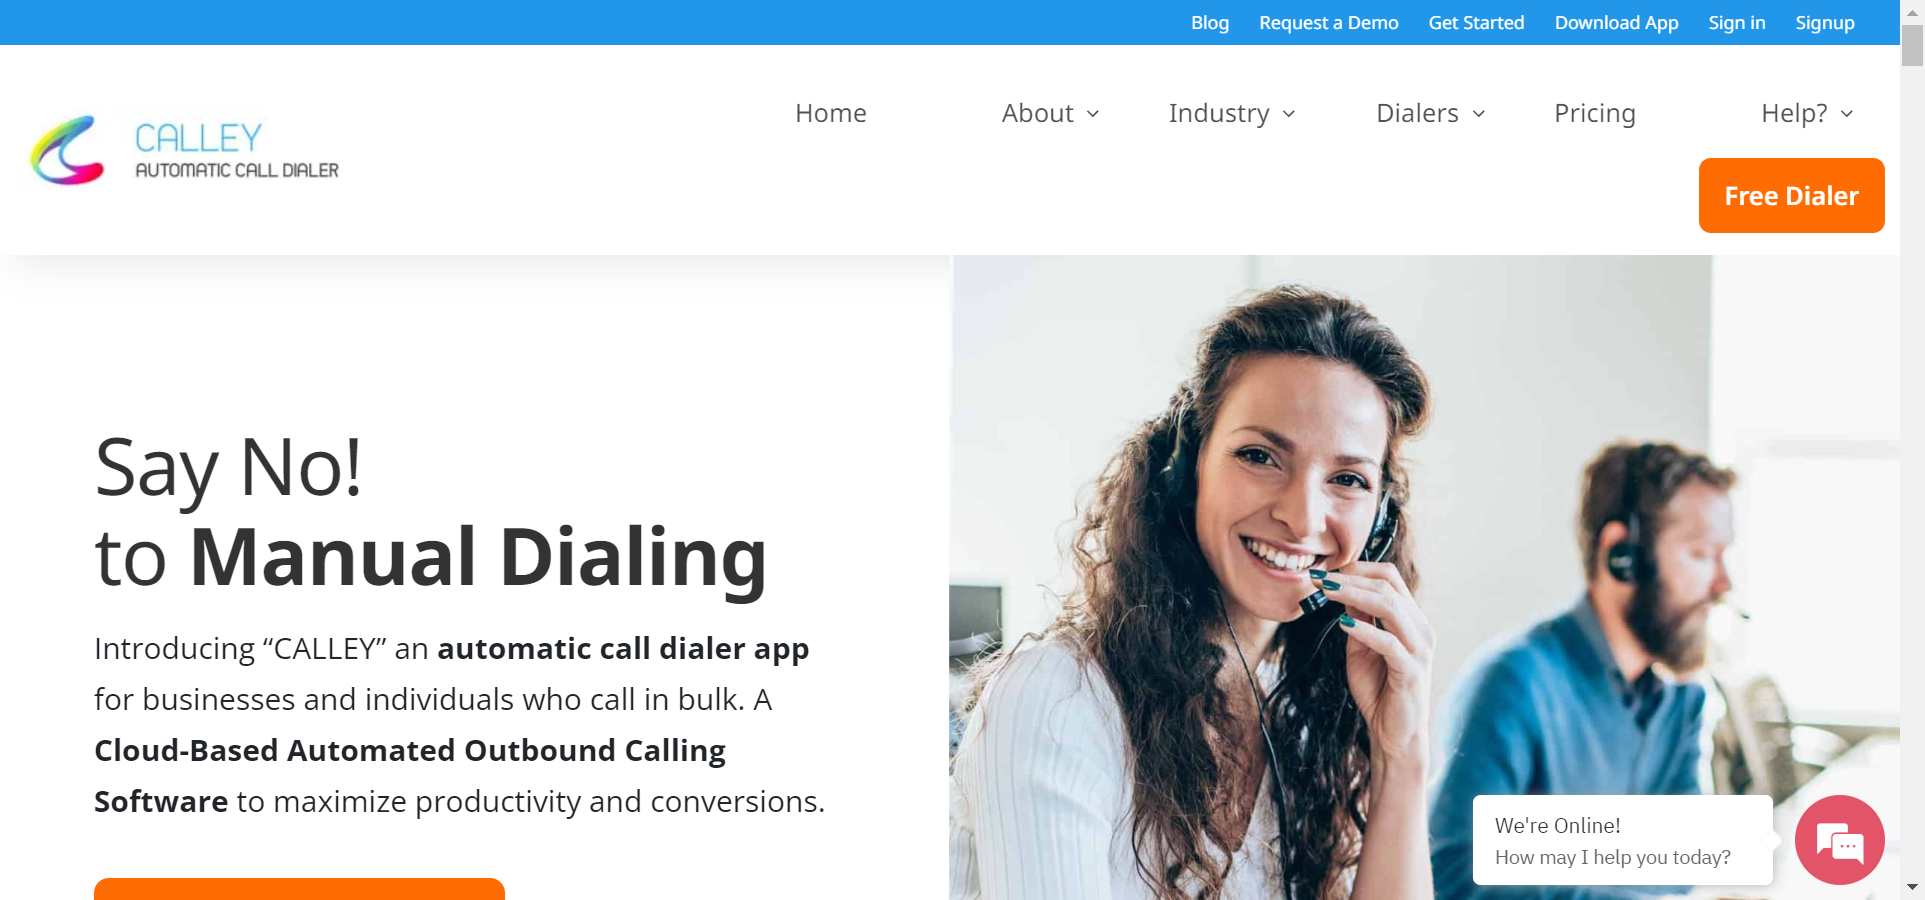 Blog Request a Demo Get Started Download App Sign in Signup
CALLEY
AUTOMATIC CALL DIALER
Home About Industry Dialers Pricing Help?
Free Dialer
Say No!
to Manual Dialing
Introducing “CALLEY” an automatic call dialer app
for businesses and individuals who call in bulk. A
Cloud-Based Automated Outbound Calling
Software to maximize productivity and conversions.
We're Online!
How may I help you today?